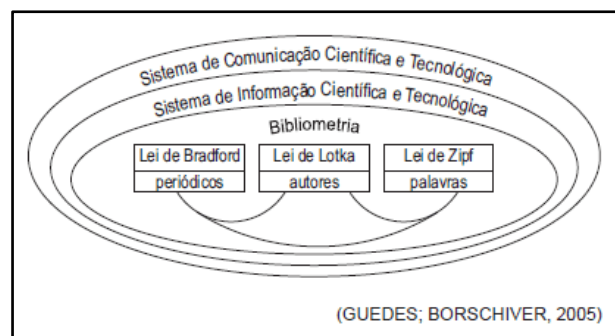 Sistema de Comunicação Científica e Tecnológica
Sistema de Informação Científica e Tecnológica
Bibliometria
Lei de Bradford
periódicos
Lei de Lotka
autores
Lei de Zipf
palavras
(GUEDES; BORSCHIVER, 2005)